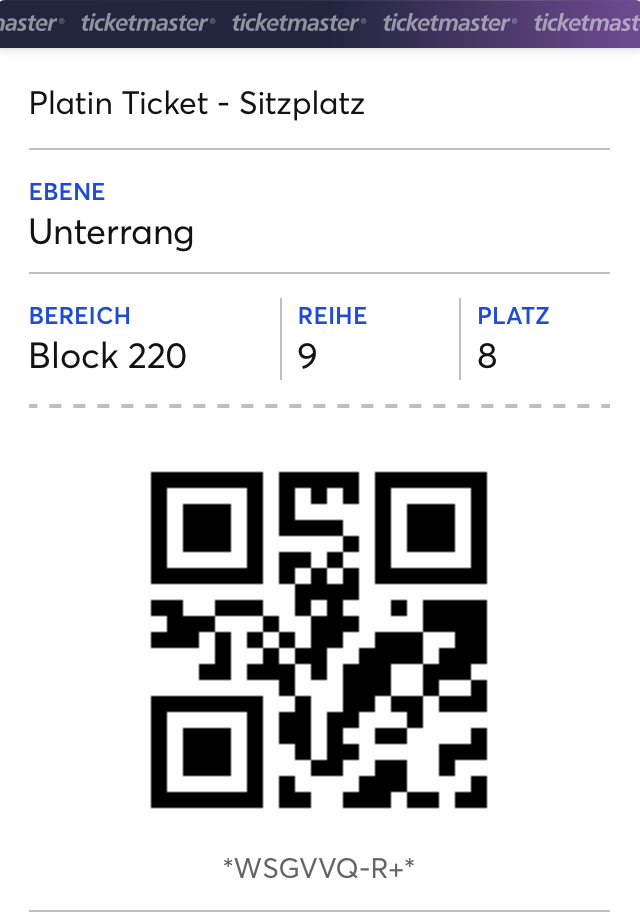 master® ticketmaster® ticketmaster® ticketmaster® ticketmast
Platin Ticket - Sitzplatz
EBENE
Unterrang
BEREICH REIHE PLATZ
Block 220 9 8
*WSGVVQ-R+*